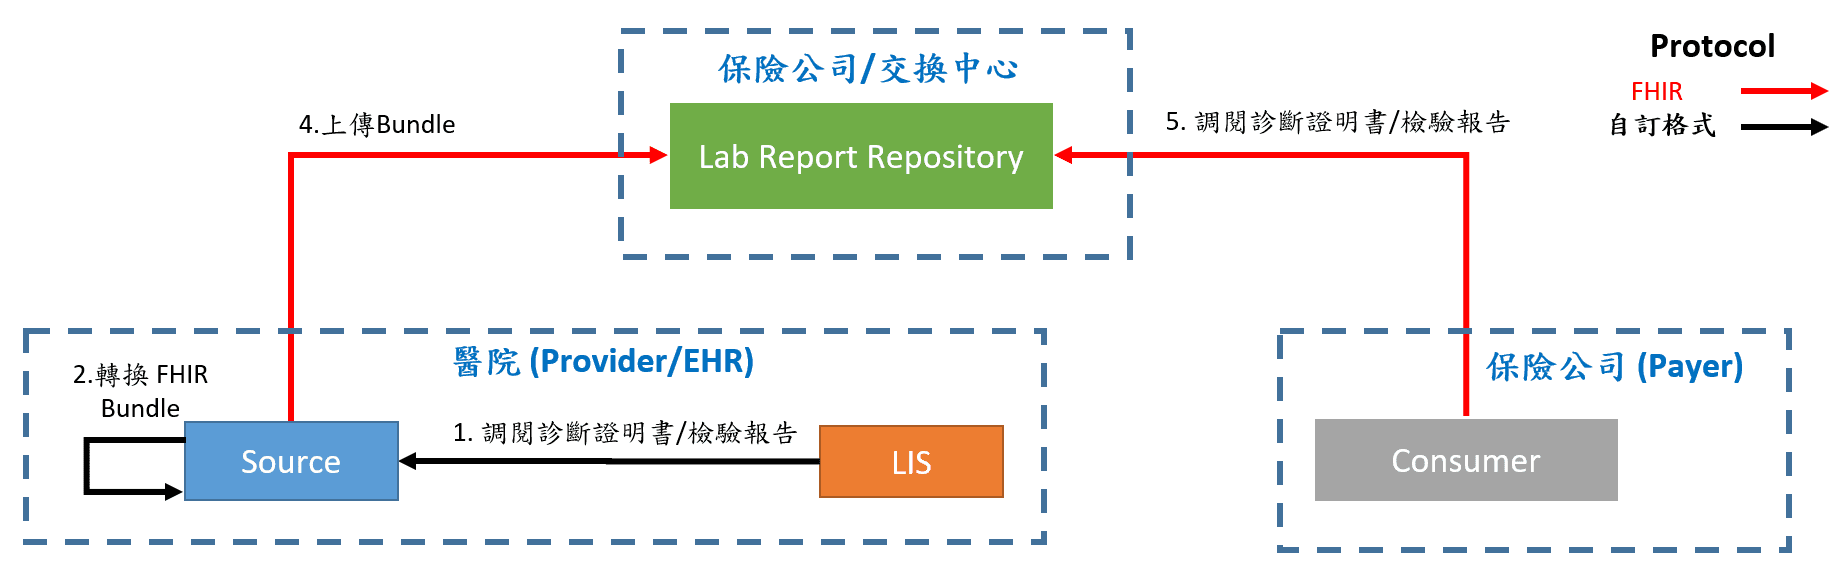 保險公司/交換中心
Protocol
FHIR
自訂格式
4.上傳Bundle
5. 調閱診斷證明書/檢驗報告
Lab Report Repository
醫院 (Provider/EHR)
保險公司 (Payer)
2.轉換 FHIR
Bundle
1. 調閱診斷證明書/檢驗報告
Source
LIS
Consumer